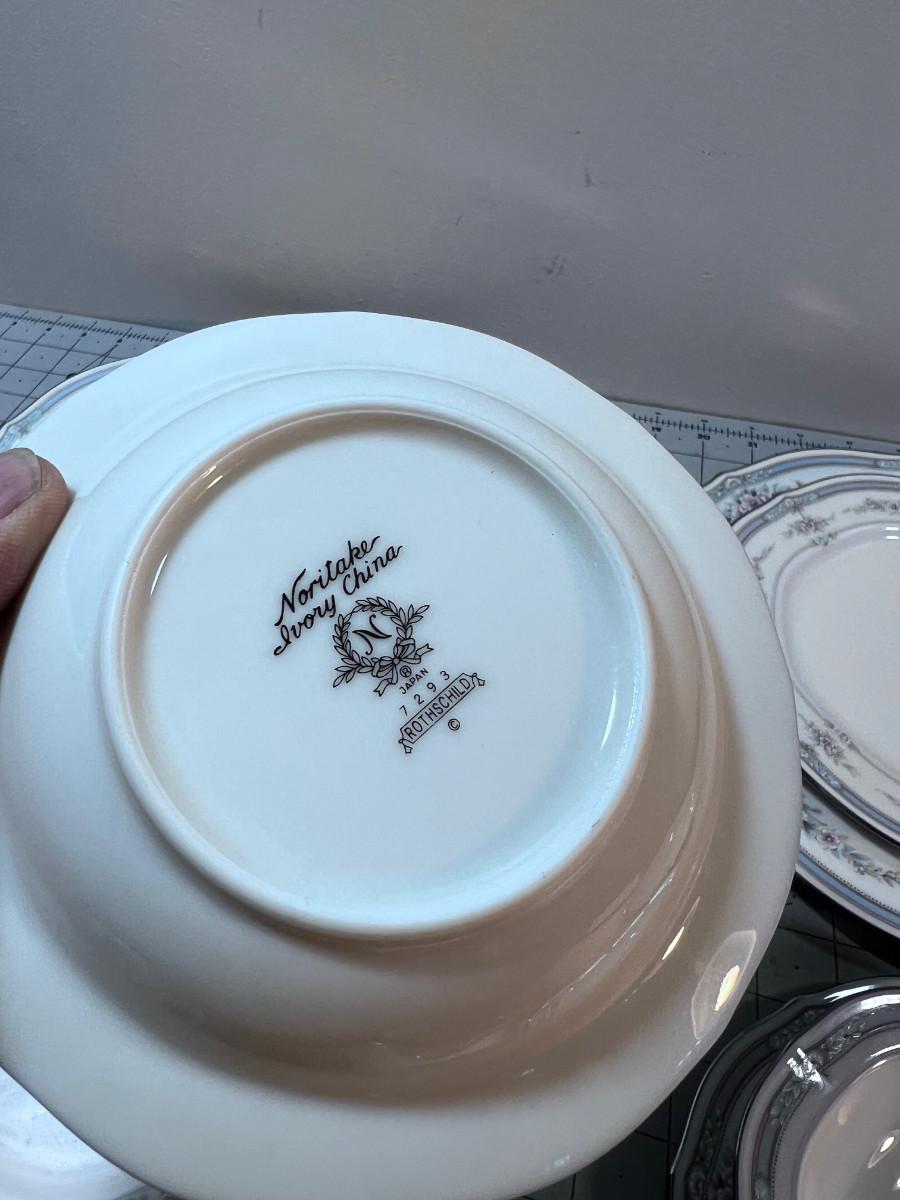 Noritake
Ivory China
N
®
JAPAN
7293
ROTHSCHILD
©